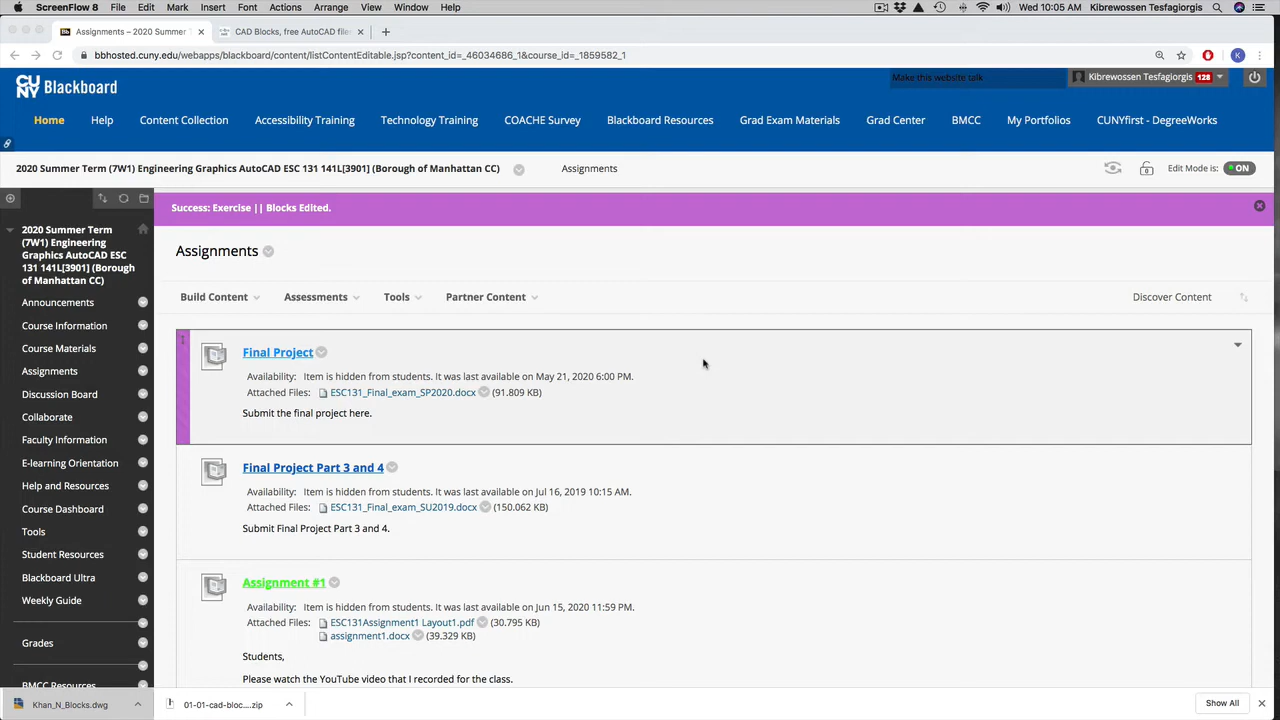 ScreenFlow 8 File Edit Mark Insert Font Actions Arrange View Window Help Wed 10:05 AM Kibrewossen Tesfagiorgis
Bb Assignments – 2020 Summer T × CAD Blocks, free AutoCAD files × +
bbhosted.cuny.edu/webapps/blackboard/content/listContentEditable.jsp?content_id=_46034686_1&course_id=_1859582_1 K
CU
NY Blackboard
Make this website talk
Kibrewossen Tesfagiorgis 128
Home Help Content Collection Accessibility Training Technology Training COACHE Survey Blackboard Resources Grad Exam Materials Grad Center BMCC My Portfolios CUNYfirst - DegreeWorks
2020 Summer Term (7W1) Engineering Graphics AutoCAD ESC 131 141L[3901] (Borough of Manhattan CC) Assignments Edit Mode is: ON
2020 Summer Term
(7W1) Engineering
Graphics AutoCAD ESC
131 141L[3901] (Borough
of Manhattan CC)
Announcements
Course Information
Course Materials
Assignments
Discussion Board
Collaborate
Faculty Information
E-learning Orientation
Help and Resources
Course Dashboard
Tools
Student Resources
Blackboard Ultra
Weekly Guide
Grades
BMCC Resources
Success: Exercise || Blocks Edited.
Assignments
Build Content Assessments Tools Partner Content Discover Content
Final Project
Availability: Item is hidden from students. It was last available on May 21, 2020 6:00 PM.
Attached Files: ESC131_Final_exam_SP2020.docx (91.809 KB)
Submit the final project here.
Final Project Part 3 and 4
Availability: Item is hidden from students. It was last available on Jul 16, 2019 10:15 AM.
Attached Files: ESC131_Final_exam_SU2019.docx (150.062 KB)
Submit Final Project Part 3 and 4.
Assignment #1
Availability: Item is hidden from students. It was last available on Jun 15, 2020 11:59 PM.
Attached Files: ESC131Assignment1 Layout1.pdf (30.795 KB)
assignment1.docx (39.329 KB)
Students,
Please watch the YouTube video that I recorded for the class.
Khan_N_Blocks.dwg 01-01-cad-bloc....zip Show All